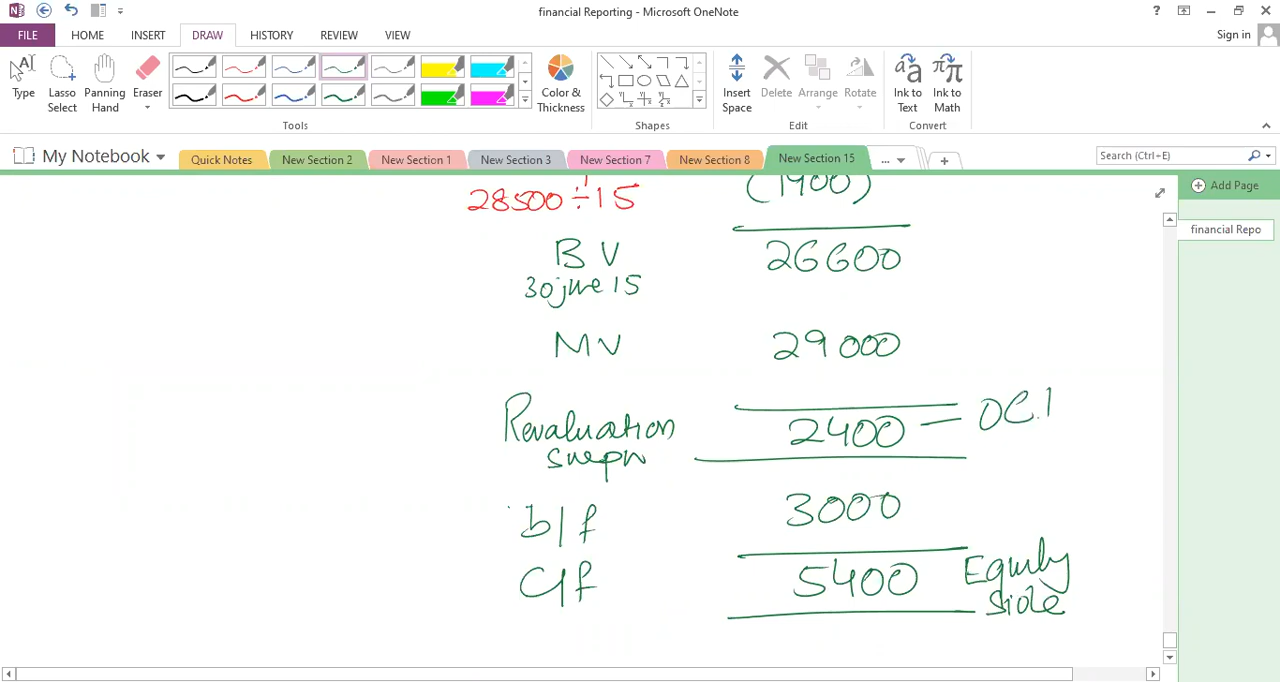 financial Reporting - Microsoft OneNote
?
Sign in
FILE HOME INSERT DRAW HISTORY REVIEW VIEW
Type
Lasso Select
Panning Hand
Eraser
Color & Thickness
Insert Space
Delete
Arrange
Rotate
Ink to Text
Ink to Math
Tools
Shapes
Edit
Convert
My Notebook
Quick Notes
New Section 2
New Section 1
New Section 3
New Section 7
New Section 8
New Section 15
...
+
Search (Ctrl+E)
Add Page
financial Repo
28500 ÷ 15 (1900)
BV 26600
30 june 15
MV 29000
Revaluation 2400 — OC.I
b/f 3000
C/f 5400 Equity
side